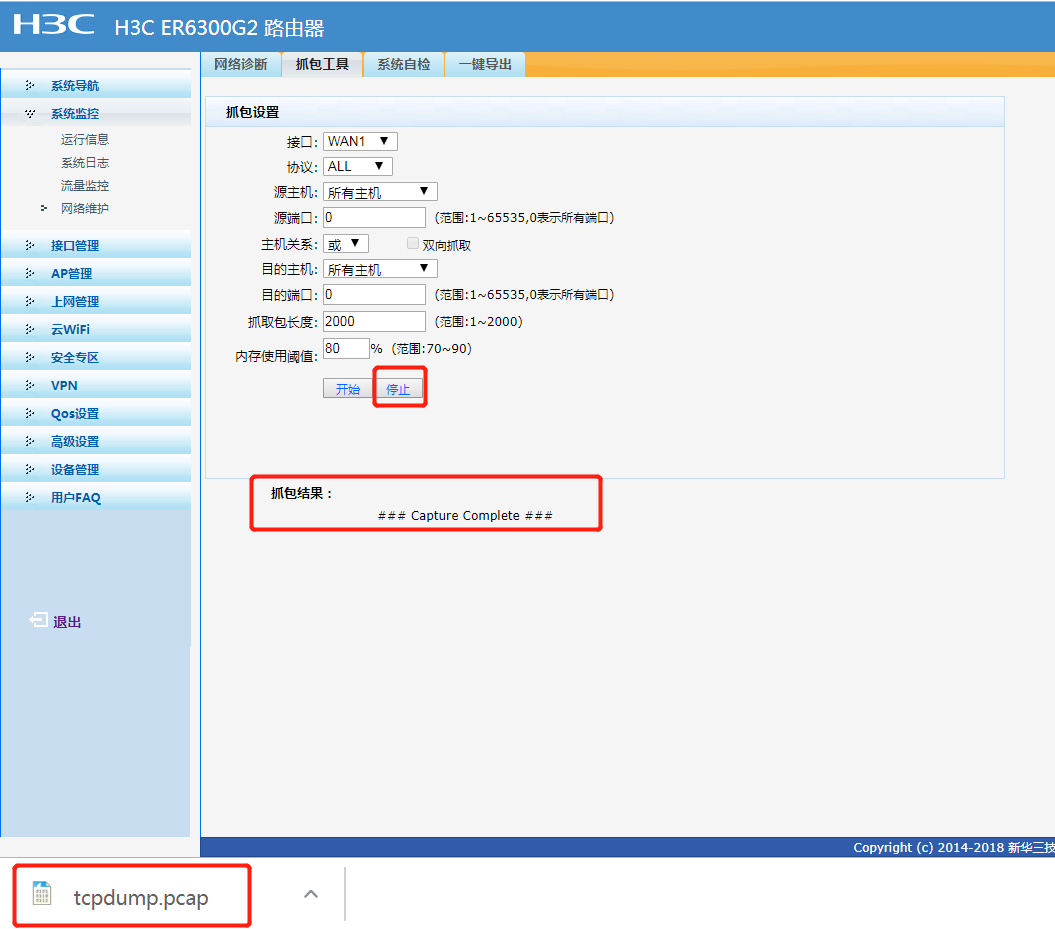 H3C H3C ER6300G2 路由器
网络诊断 抓包工具 系统自检 一键导出
系统导航
系统监控
运行信息
系统日志
流量监控
网络维护
接口管理
AP管理
上网管理
云WiFi
安全专区
VPN
Qos设置
高级设置
设备管理
用户FAQ
退出
抓包设置
接口: WAN1
协议: ALL
源主机: 所有主机
源端口: 0 (范围:1~65535,0表示所有端口)
主机关系: 或 双向抓取
目的主机: 所有主机
目的端口: 0 (范围:1~65535,0表示所有端口)
抓取包长度: 2000 (范围:1~2000)
内存使用阈值: 80 % (范围:70~90)
开始 停止
抓包结果：
### Capture Complete ###
Copyright (c) 2014-2018 新华三技
tcpdump.pcap